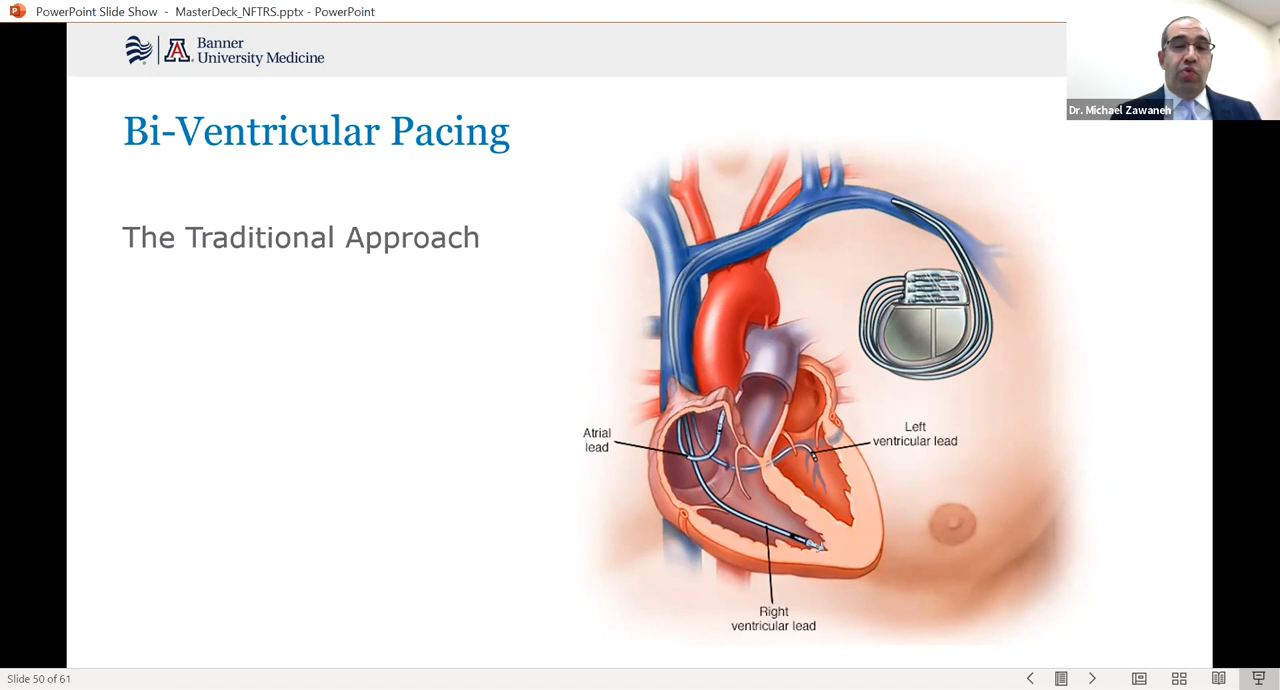 PowerPoint Slide Show - MasterDeck_NFTRS.pptx - PowerPoint
Banner
University Medicine
Dr. Michael Zawaneh
Bi-Ventricular Pacing
The Traditional Approach
Atrial
lead
Left
ventricular lead
Right
ventricular lead
Slide 50 of 61